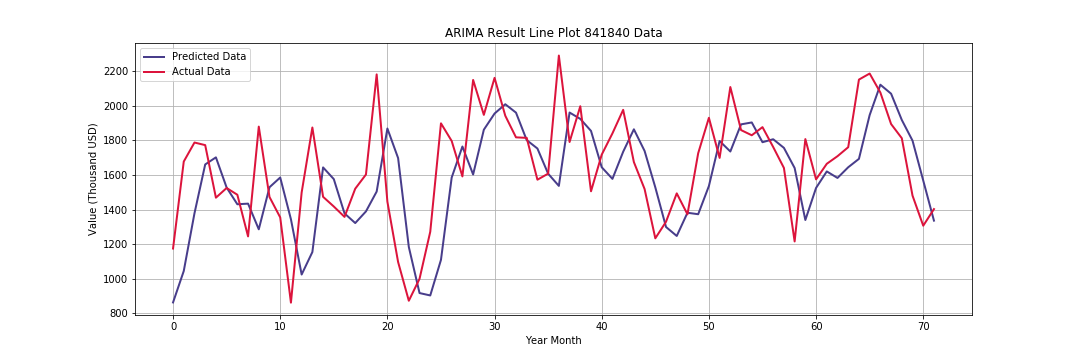 ARIMA Result Line Plot 841840 Data
Predicted Data
Actual Data
Value (Thousand USD)
2200
2000
1800
1600
1400
1200
1000
800
0 10 20 30 40 50 60 70
Year Month